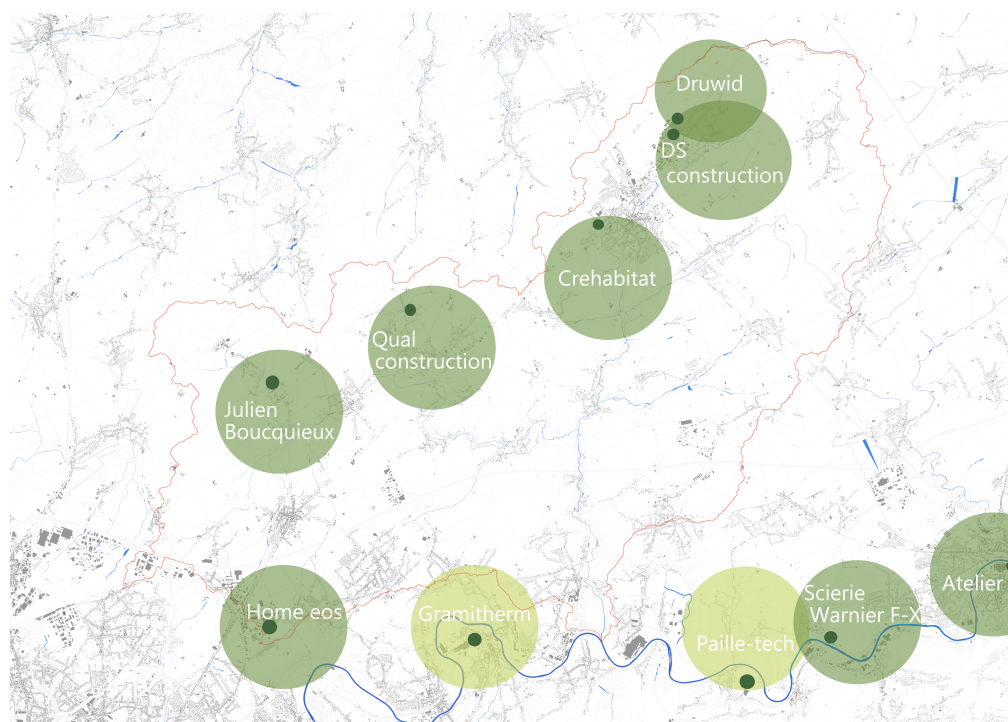 Druwid
DS
construction
Crehabitat
Qual
construction
Julien
Boucquieux
Home eos
Gramitherm
Paille-tech
Scierie
Warnier F-X
Atelier